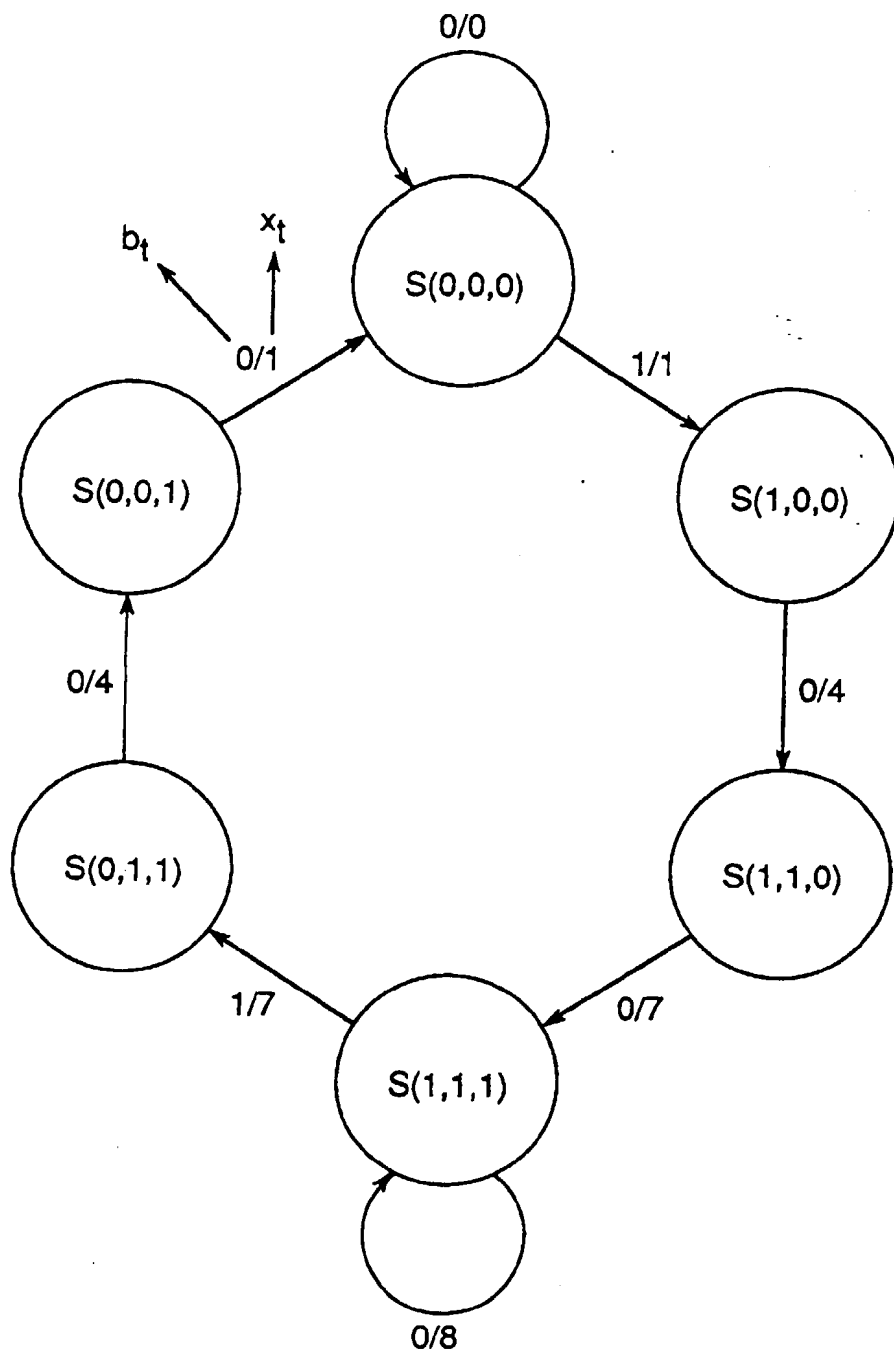 0/0
b_t
x_t
S(0,0,0)
0/1
1/1
S(0,0,1)
S(1,0,0)
0/4
0/4
S(0,1,1)
S(1,1,0)
1/7
0/7
S(1,1,1)
0/8